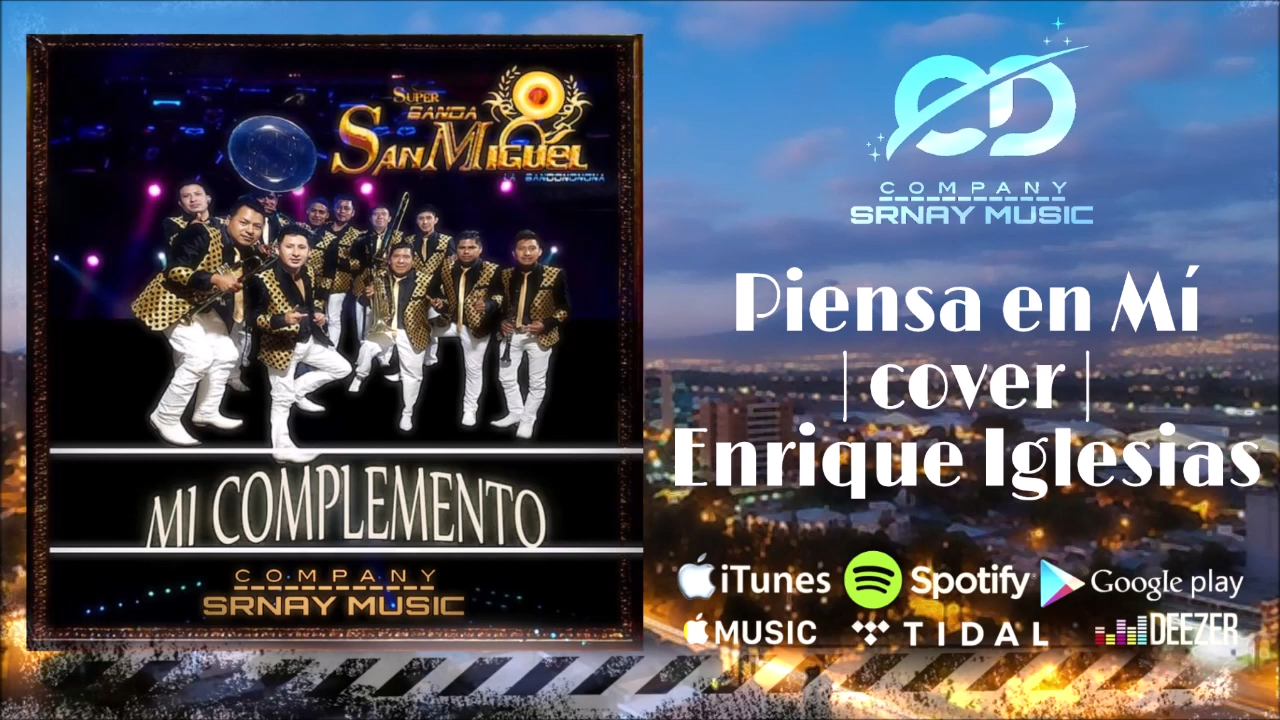 SUPER
BANDA
SAN MIGUEL
LA BANDONONONA
MI COMPLEMENTO
COMPANY
SRNAY MUSIC
COMPANY
SRNAY MUSIC
Piensa en Mí
| cover |
Enrique Iglesias
iTunes Spotify Google play
MUSIC TIDAL DEEZER